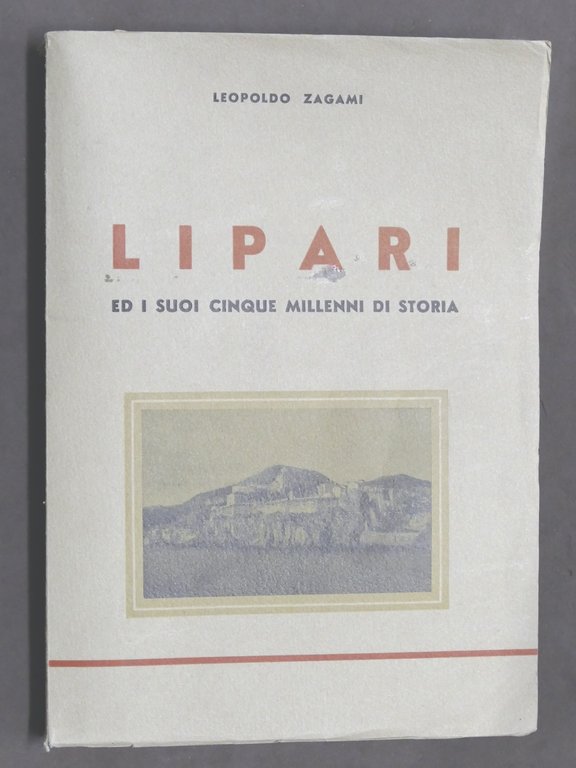 LEOPOLDO ZAGAMI
LIPARI
ED I SUOI CINQUE MILLENNI DI STORIA